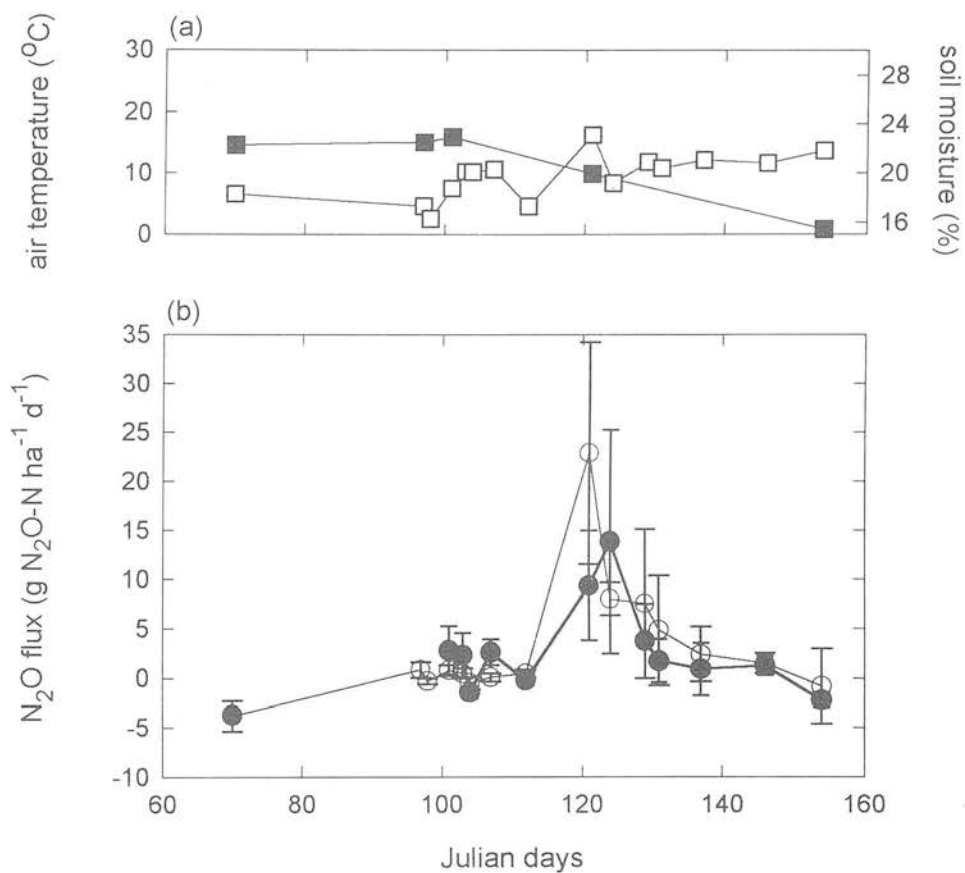 (a)
air temperature (°C)
30
20
10
0
soil moisture (%)
28
24
20
16
(b)
N₂O flux (g N₂O-N ha⁻¹ d⁻¹)
35
30
25
20
15
10
5
0
-5
-10
60 80 100 120 140 160
Julian days